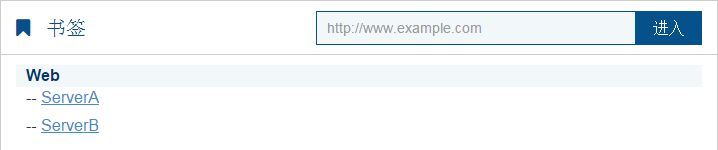 书签 http://www.example.com 进入
Web
-- ServerA
-- ServerB